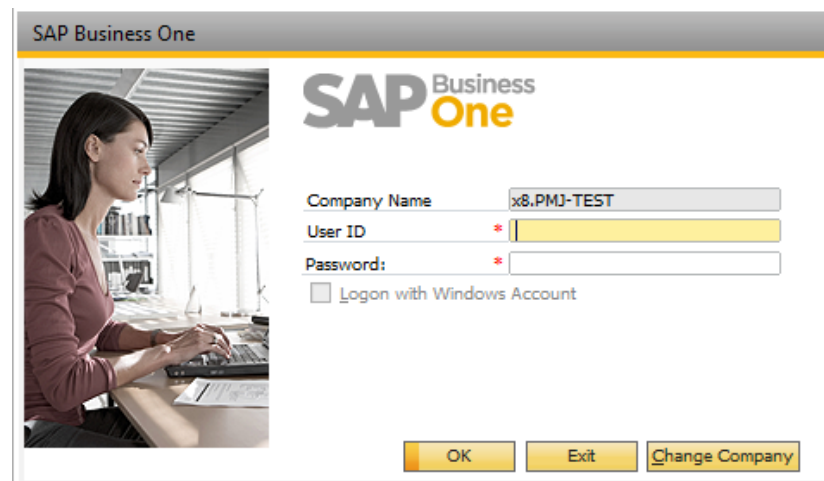 SAP Business One
SAP Business One
Company Name x8.PMJ-TEST
User ID *
Password: *
Logon with Windows Account
OK Exit Change Company